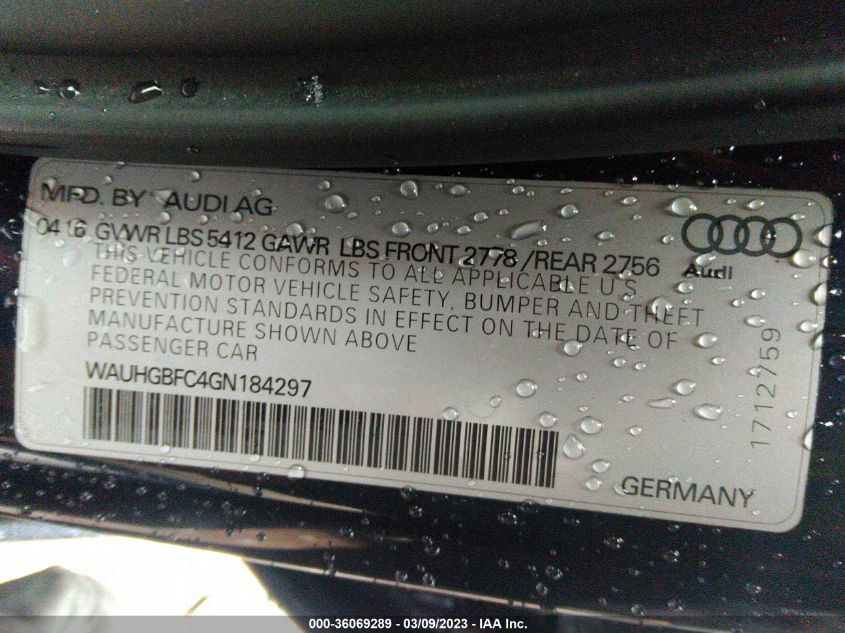 MFD. BY AUDI AG
04 16 GVWR LBS 5412 GAWR LBS FRONT 2778 /REAR 2756
THIS VEHICLE CONFORMS TO ALL APPLICABLE U S
FEDERAL MOTOR VEHICLE SAFETY, BUMPER AND THEFT
PREVENTION STANDARDS IN EFFECT ON THE DATE OF
MANUFACTURE SHOWN ABOVE
PASSENGER CAR
WAUHGBFC4GN184297
Audi
1712759
GERMANY
000-36069289 - 03/09/2023 - IAA Inc.